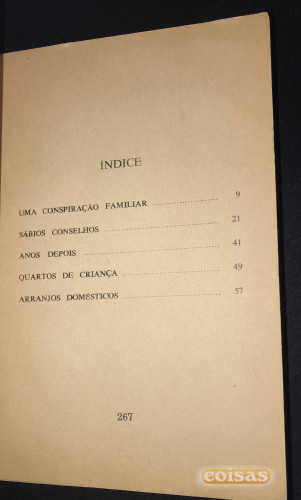 ÍNDICE
UMA CONSPIRAÇÃO FAMILIAR ........................ 9
SÁBIOS CONSELHOS ........................ 21
ANOS DEPOIS ........................ 41
QUARTOS DE CRIANÇA ........................ 49
ARRANJOS DOMÉSTICOS ........................ 57
267
coisas